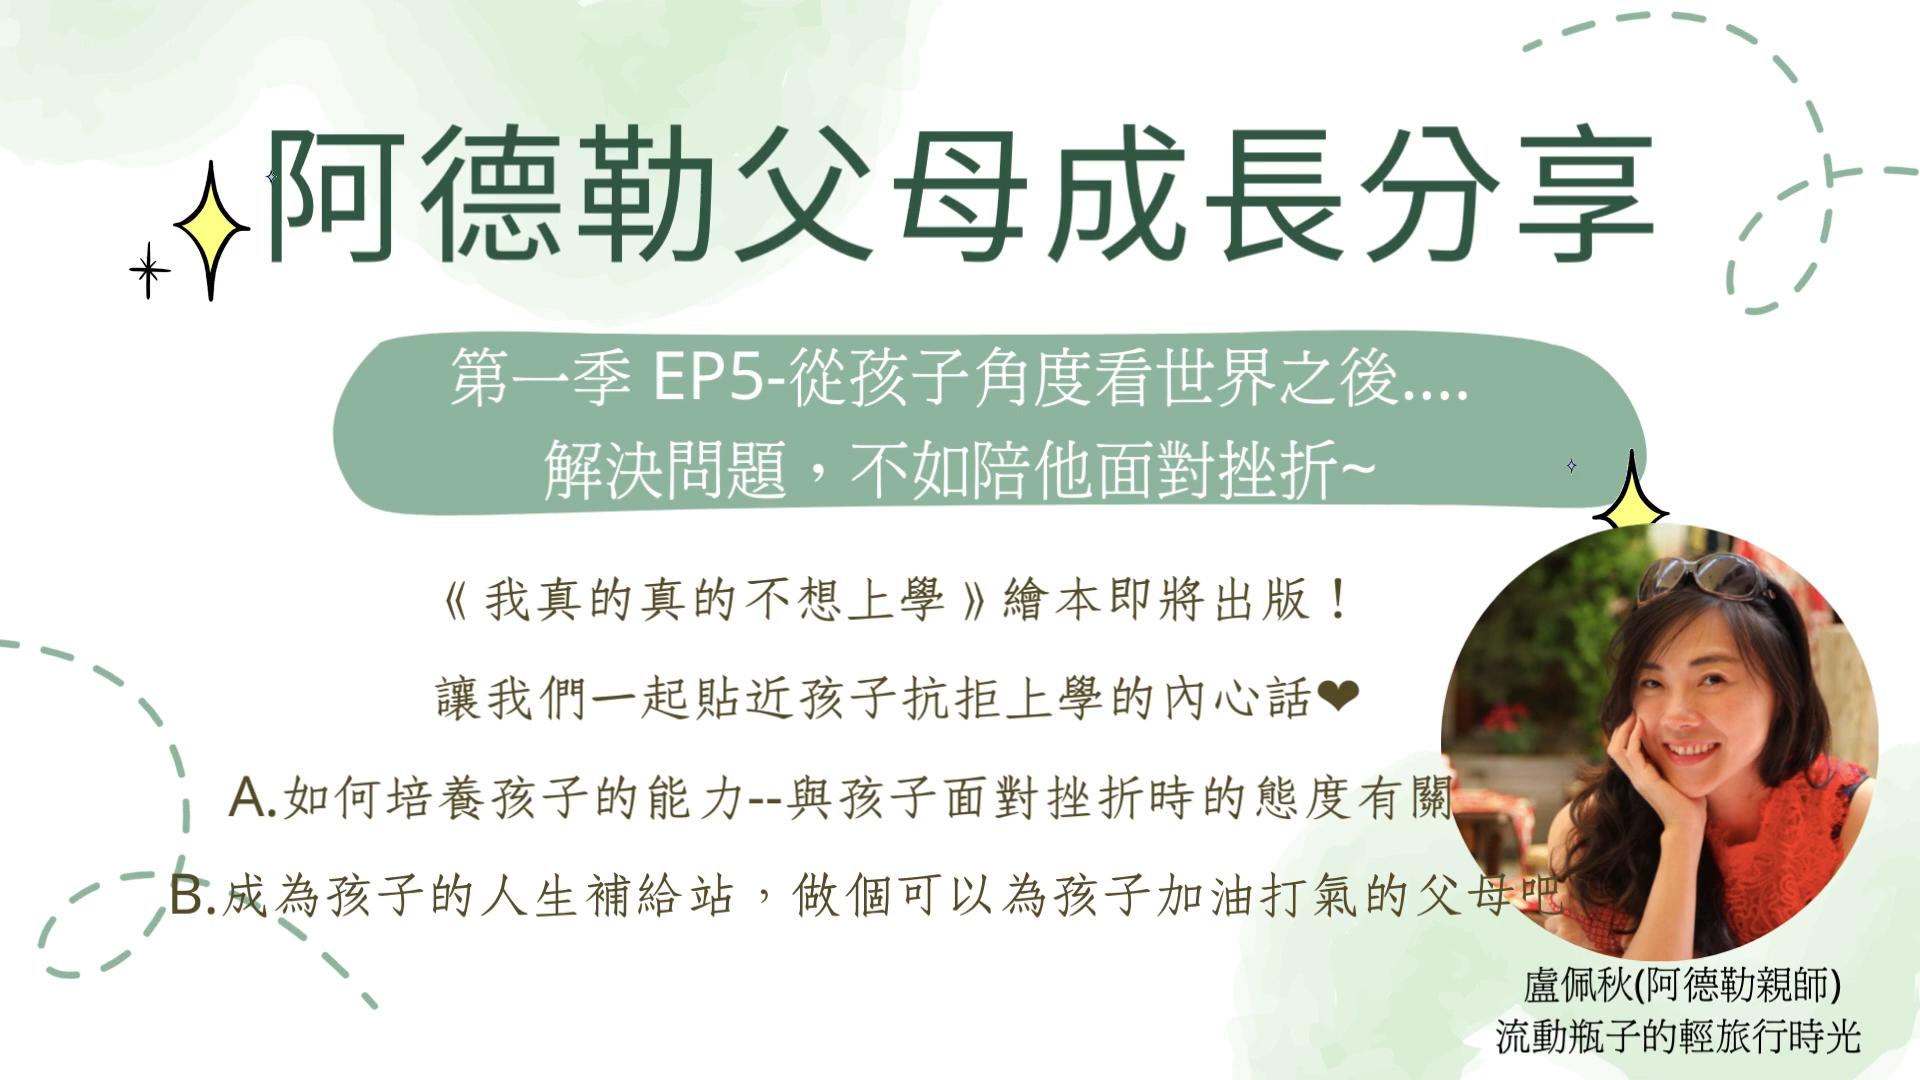 阿德勒父母成長分享
第一季 EP5-從孩子角度看世界之後....
解決問題，不如陪他面對挫折~
《我真的真的不想上學》繪本即將出版！
讓我們一起貼近孩子抗拒上學的內心話❤
A.如何培養孩子的能力--與孩子面對挫折時的態度有關
B.成為孩子的人生補給站，做個可以為孩子加油打氣的父母吧
盧佩秋(阿德勒親師)
流動瓶子的輕旅行時光